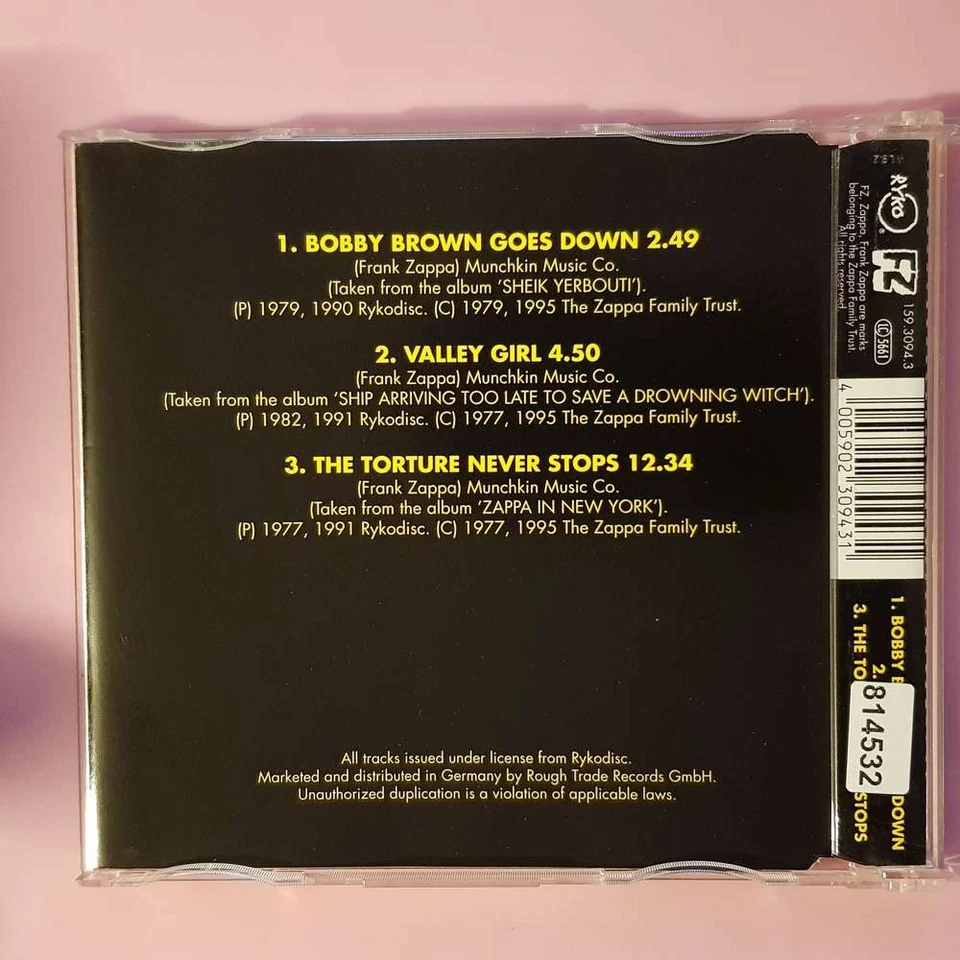 1. BOBBY BROWN GOES DOWN 2.49
(Frank Zappa) Munchkin Music Co.
(Taken from the album 'SHEIK YERBOUTI').
(P) 1979, 1990 Rykodisc. (C) 1979, 1995 The Zappa Family Trust.
2. VALLEY GIRL 4.50
(Frank Zappa) Munchkin Music Co.
(Taken from the album 'SHIP ARRIVING TOO LATE TO SAVE A DROWNING WITCH').
(P) 1982, 1991 Rykodisc. (C) 1977, 1995 The Zappa Family Trust.
3. THE TORTURE NEVER STOPS 12.34
(Frank Zappa) Munchkin Music Co.
(Taken from the album 'ZAPPA IN NEW YORK').
(P) 1977, 1991 Rykodisc. (C) 1977, 1995 The Zappa Family Trust.
All tracks issued under license from Rykodisc.
Marketed and distributed in Germany by Rough Trade Records GmbH.
Unauthorized duplication is a violation of applicable laws.
RYKO
FZ
159.3094.3
LC 5661
FZ, Zappa, Frank Zappa are marks
belonging to the Zappa Family Trust.
All rights reserved.
4 005902 309431
1. BOBBY DOWN
2.
3. THE STOPS
814532